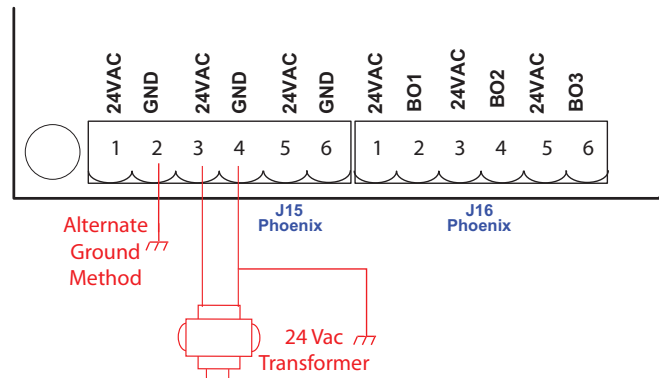 24VAC GND 24VAC GND 24VAC GND 24VAC BO1 24VAC BO2 24VAC BO3
1 2 3 4 5 6 1 2 3 4 5 6
J15
Phoenix
J16
Phoenix
Alternate
Ground
Method
24 Vac
Transformer